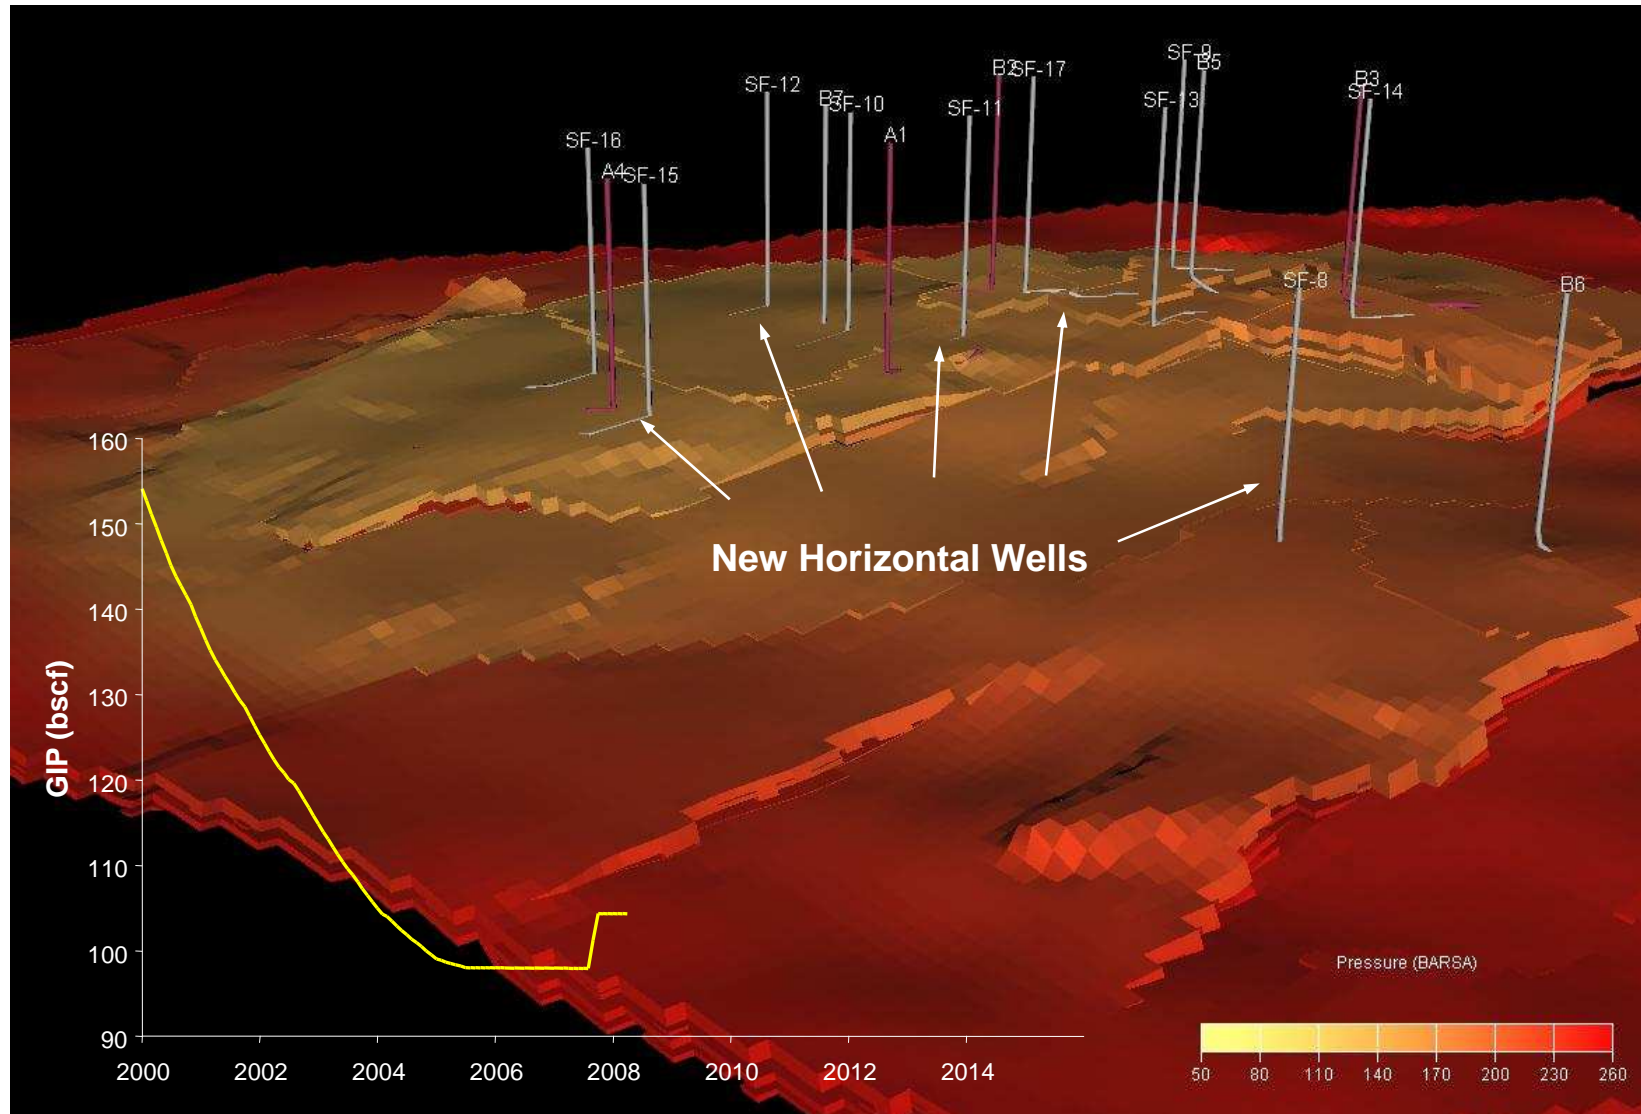 SF-9
B5
B2
SF-17
SF-12
B3
SF-14
B7
SF-10
SF-11
SF-13
A1
SF-16
A4
SF-15
SF-8
B6
160
150
140
130
120
110
100
90
GIP (bscf)
New Horizontal Wells
2000
2002
2004
2006
2008
2010
2012
2014
Pressure (BARSA)
50
80
110
140
170
200
230
260